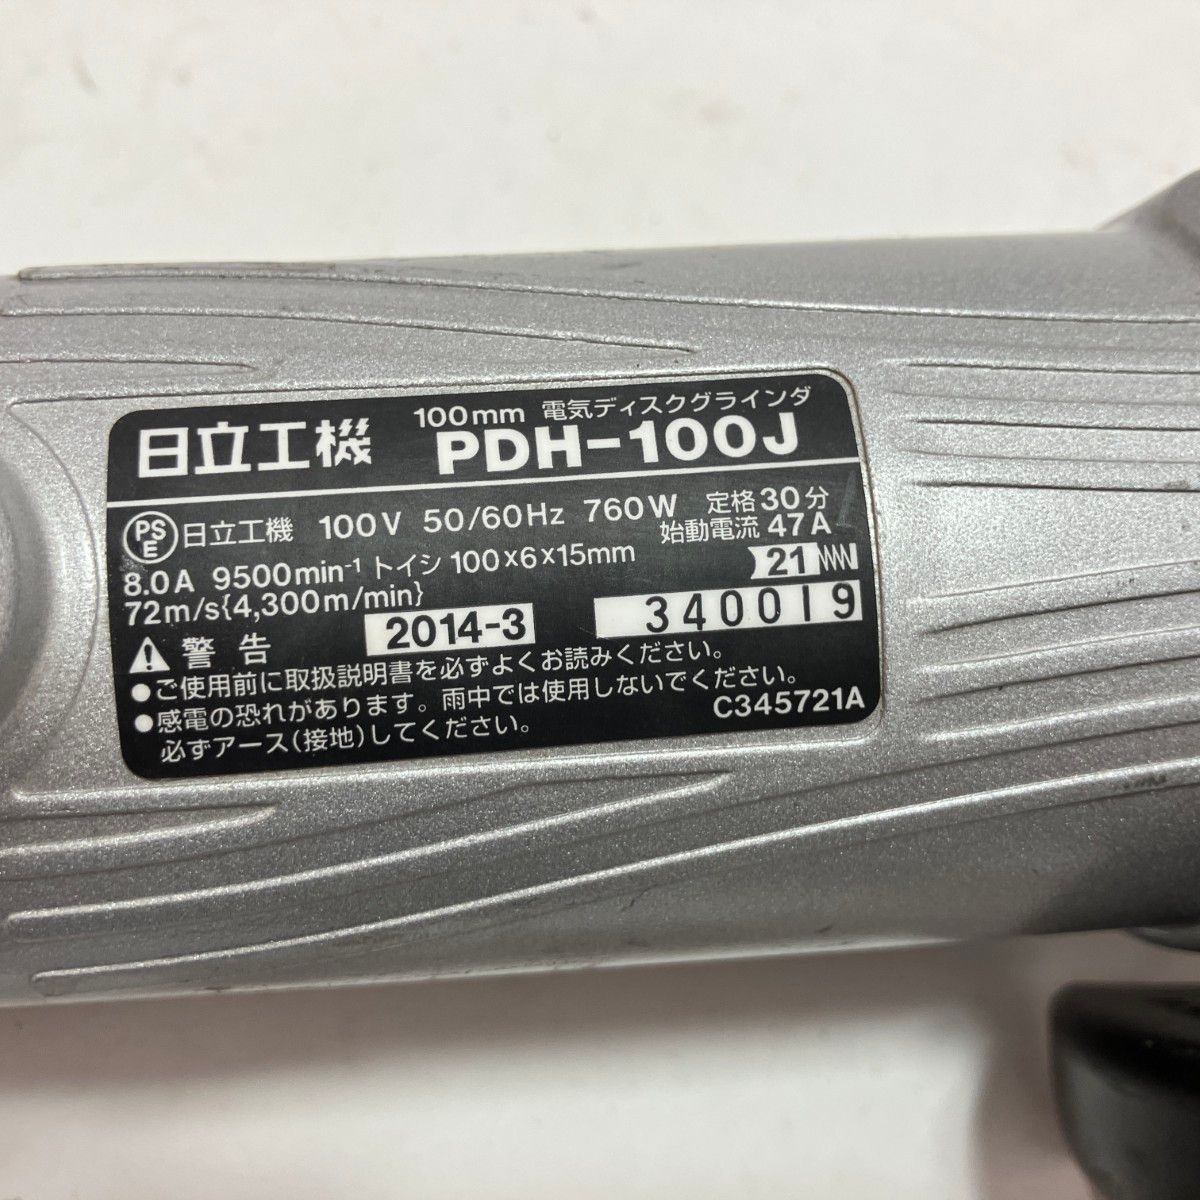 日立工機 100mm 電気ディスクグラインダ
PDH-100J
PSE 日立工機 100V 50/60Hz 760W 定格30分
8.0A 9500min⁻¹ トイシ 100×6×15mm 始動電流 47A
72m/s{4,300m/min} 21
2014-3 340019
警告
●ご使用前に取扱説明書を必ずよくお読みください。
●感電の恐れがあります。雨中では使用しないでください。
必ずアース(接地)してください。 C345721A